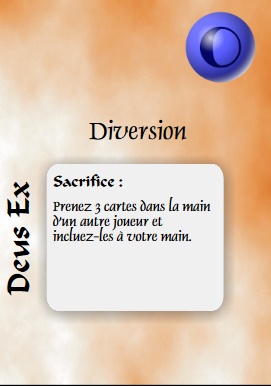 Diversion
Deus Ex
Sacrifice :
Prenez 3 cartes dans la main
d'un autre joueur et
incluez-les à votre main.